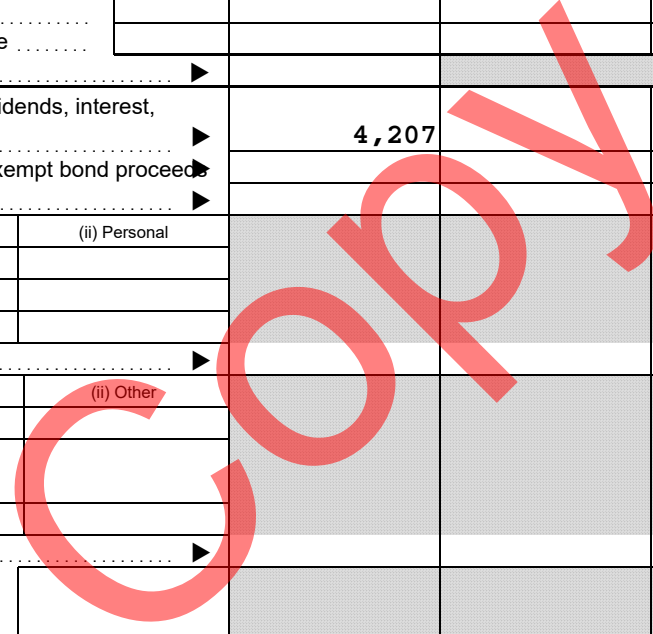 e ........
idends, interest,
4,207
xempt bond proceeds
(ii) Personal
(ii) Other
Copy